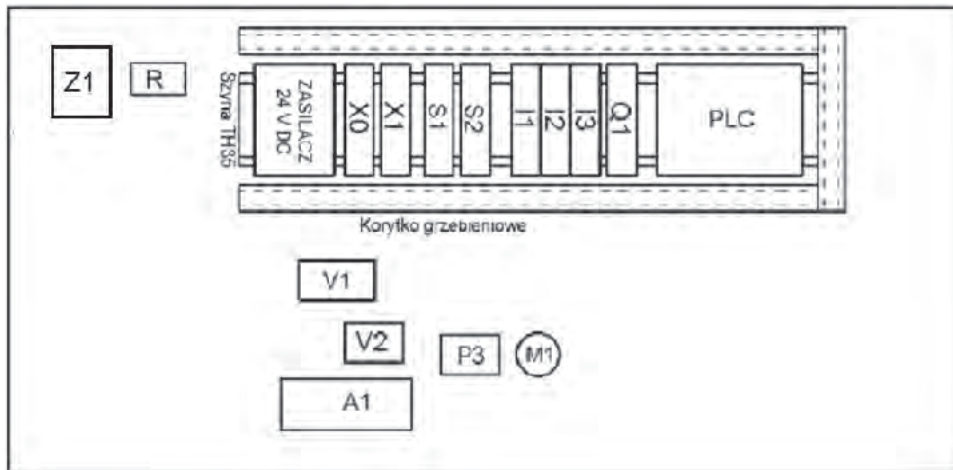 Z1
R
Szyna TH35
ZASILACZ
24 V DC
X0
X1
S1
S2
I1
I2
I3
Q1
PLC
Korytko grzebieniowe
V1
V2
P3
M1
A1